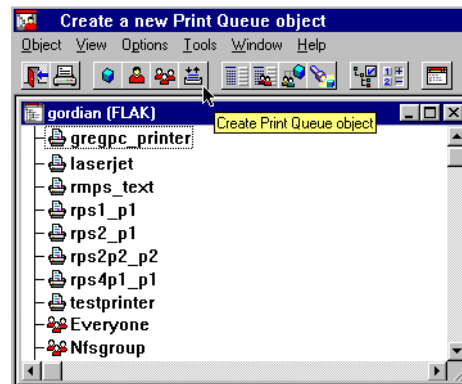 Create a new Print Queue object
Object View Options Tools Window Help
gordian (FLAK)
Create Print Queue object
gregpc_printer
laserjet
rmps_text
rps1_p1
rps2_p1
rps2p2_p2
rps4p1_p1
testprinter
Everyone
Nfsgroup